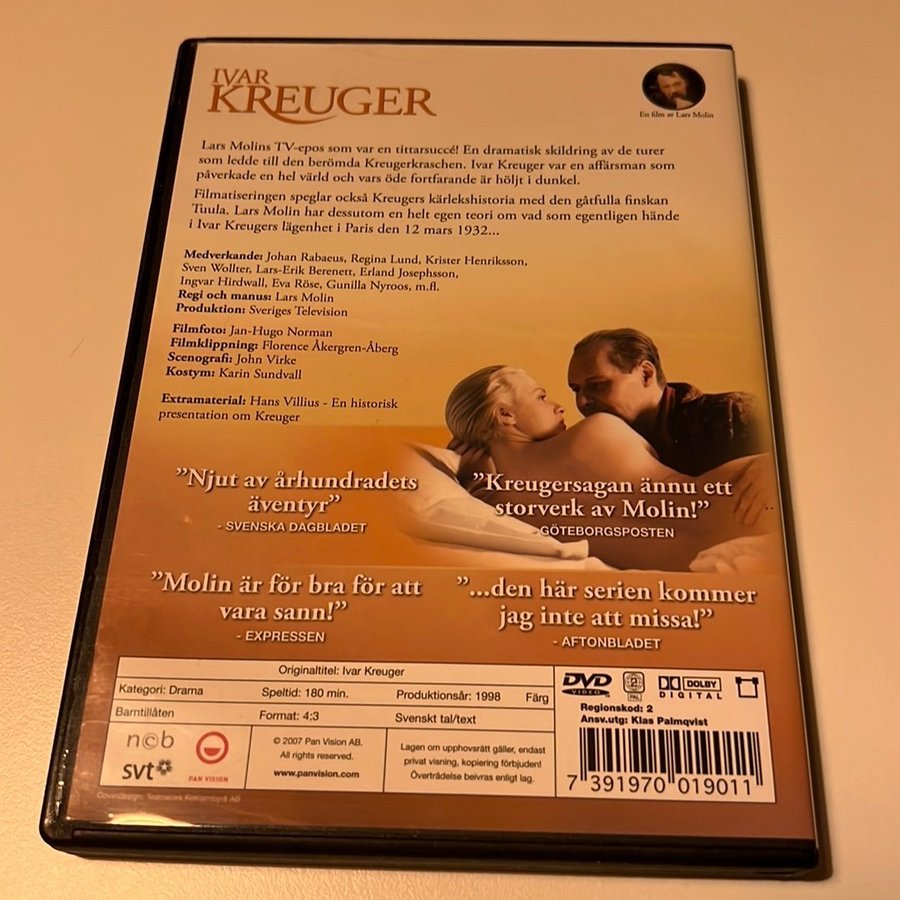 IVAR
KREUGER
En film av Lars Molin
Lars Molins TV-epos som var en tittarsuccé! En dramatisk skildring av de turer
som ledde till den berömda Kreugerkraschen. Ivar Kreuger var en affärsman som
påverkade en hel värld och vars öde fortfarande är höljt i dunkel.
Filmatiseringen speglar också Kreugers kärlekshistoria med den gåtfulla finskan
Tuula. Lars Molin har dessutom en helt egen teori om vad som egentligen hände
i Ivar Kreugers lägenhet i Paris den 12 mars 1932...
Medverkande: Johan Rabaeus, Regina Lund, Krister Henriksson,
Sven Wollter, Lars-Erik Berenett, Erland Josephsson,
Ingvar Hirdwall, Eva Röse, Gunilla Nyroos, m.fl.
Regi och manus: Lars Molin
Produktion: Sveriges Television
Filmfoto: Jan-Hugo Norman
Filmklippning: Florence Åkergren-Åberg
Scenografi: John Virke
Kostym: Karin Sundvall
Extramaterial: Hans Villius - En historisk
presentation om Kreuger
”Njut av århundradets
äventyr”
- SVENSKA DAGBLADET
”Kreugersagan ännu ett
storverk av Molin!”
- GÖTEBORGSPOSTEN
”Molin är för bra för att
vara sann!”
- EXPRESSEN
”...den här serien kommer
jag inte att missa!”
- AFTONBLADET
Originaltitel: Ivar Kreuger
Kategori: Drama Speltid: 180 min. Produktionsår: 1998 Färg
Barntillåten Format: 4:3 Svenskt tal/text
ncb
svt
PAN VISION
© 2007 Pan Vision AB.
All rights reserved.
www.panvision.com
Lagen om upphovsrätt gäller, endast
privat visning, kopiering förbjuden!
Överträdelse beivras enligt lag.
DVD
VIDEO
2
PAL
DOLBY
DIGITAL
Regionskod: 2
Ansv.utg: Klas Palmqvist
7 391970 019011
Coverdesign: Teamwork Reklambyrå AB